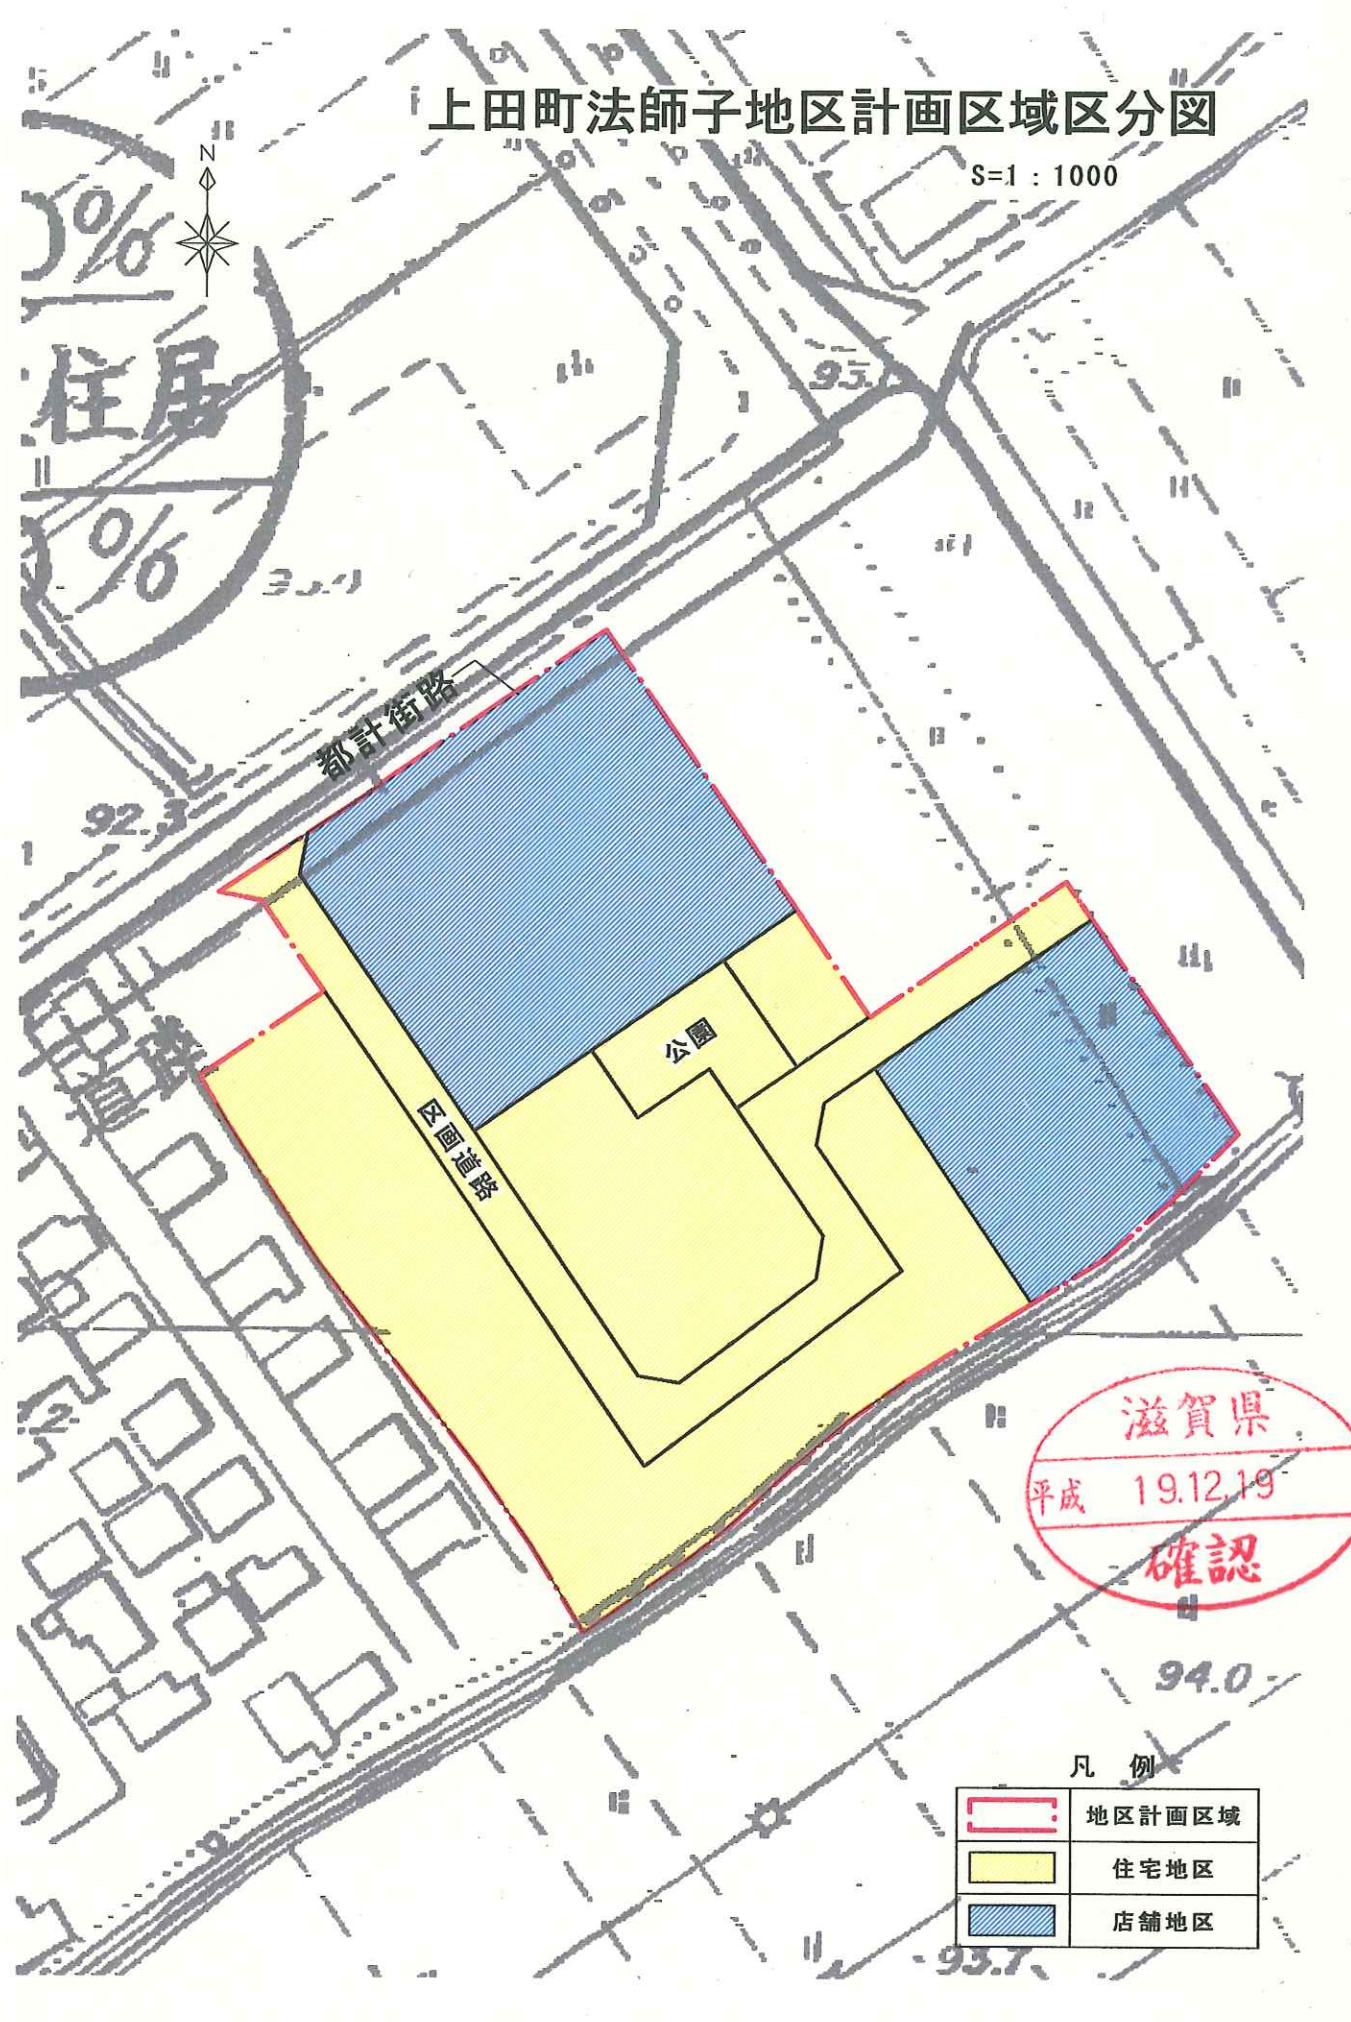 上田町法師子地区計画区域区分図
S=1:1000
N
%
住居
%
93.0
92.3
都計街路
公園
区画道路
道
滋賀県
平成 19.12.19
確認
94.0
凡 例
地区計画区域
住宅地区
店舗地区
93.7